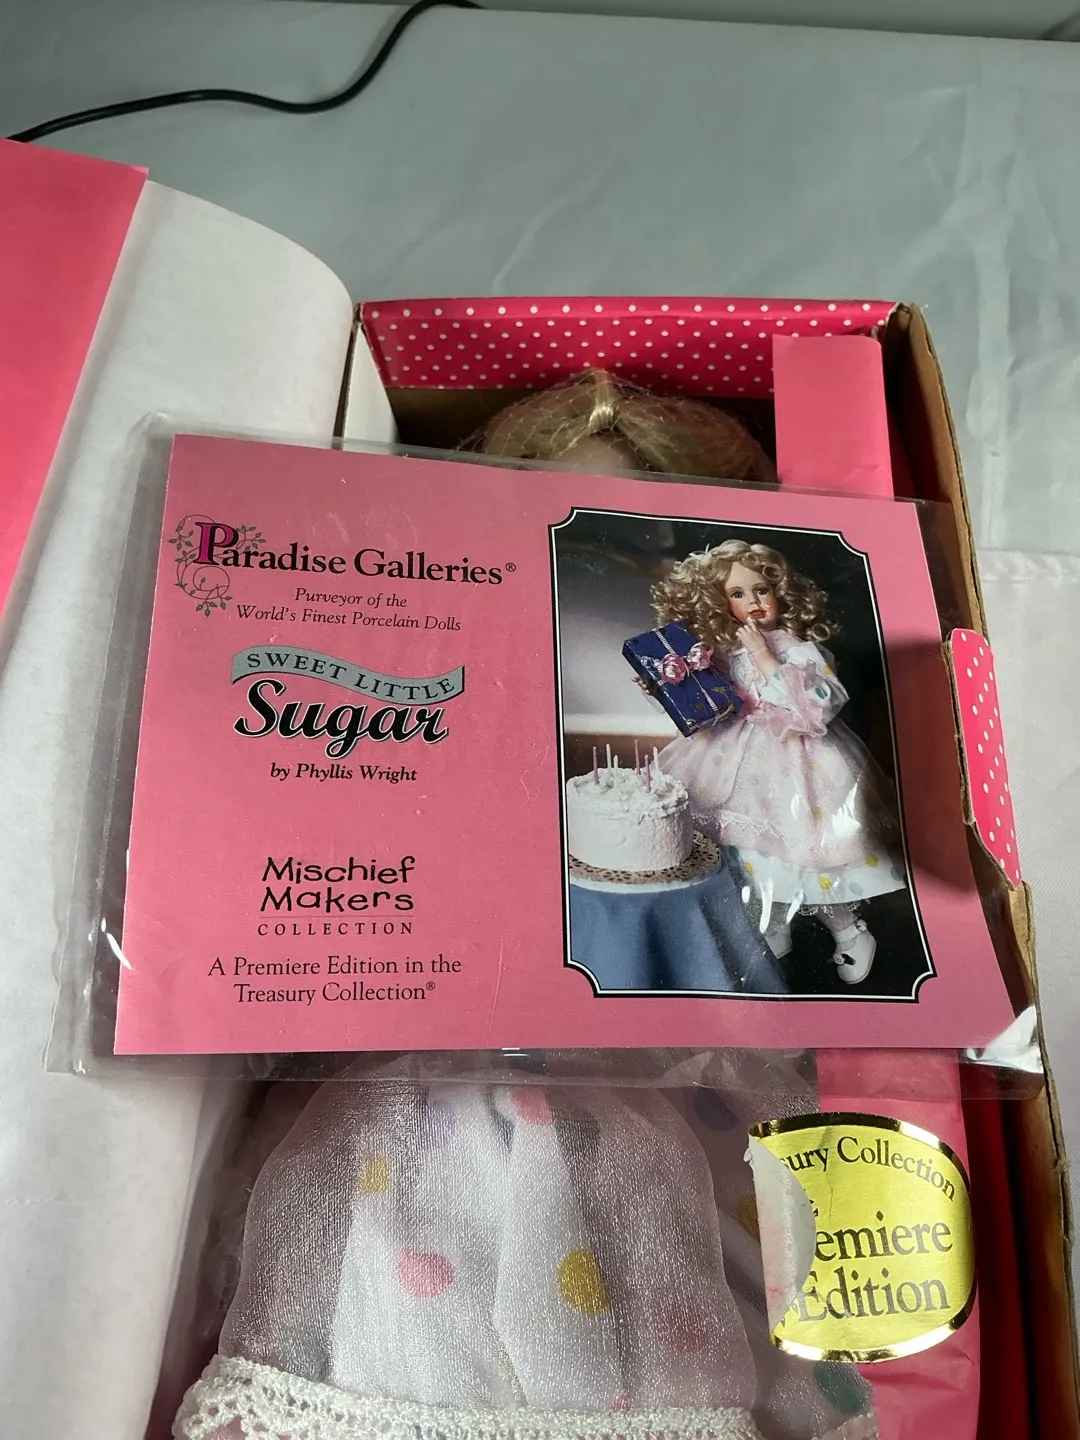 Paradise Galleries®
Purveyor of the
World's Finest Porcelain Dolls
SWEET LITTLE
Sugar
by Phyllis Wright
Mischief
Makers
COLLECTION
A Premiere Edition in the
Treasury Collection®
Collection
Edition